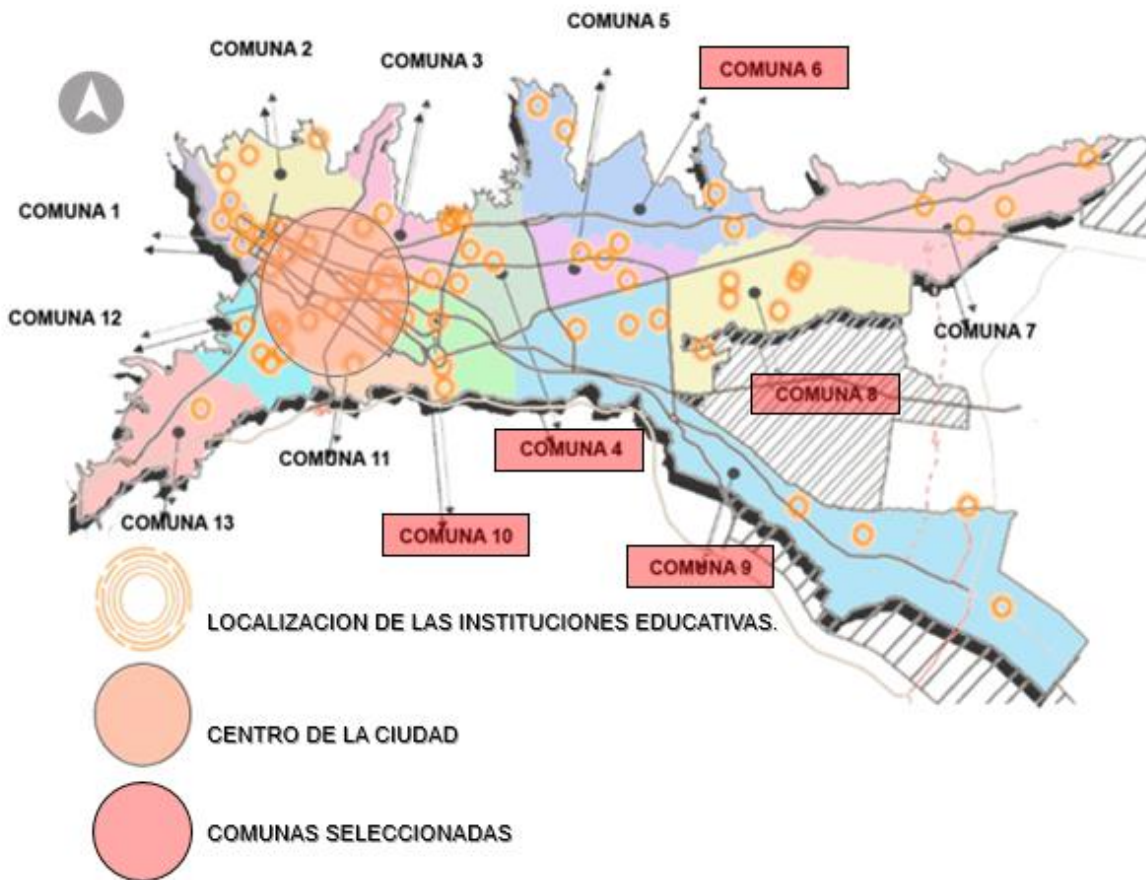 COMUNA 5
COMUNA 2
COMUNA 3
COMUNA 6
COMUNA 1
COMUNA 12
COMUNA 7
COMUNA 8
COMUNA 4
COMUNA 11
COMUNA 13
COMUNA 10
COMUNA 9
LOCALIZACION DE LAS INSTITUCIONES EDUCATIVAS.
CENTRO DE LA CIUDAD
COMUNAS SELECCIONADAS